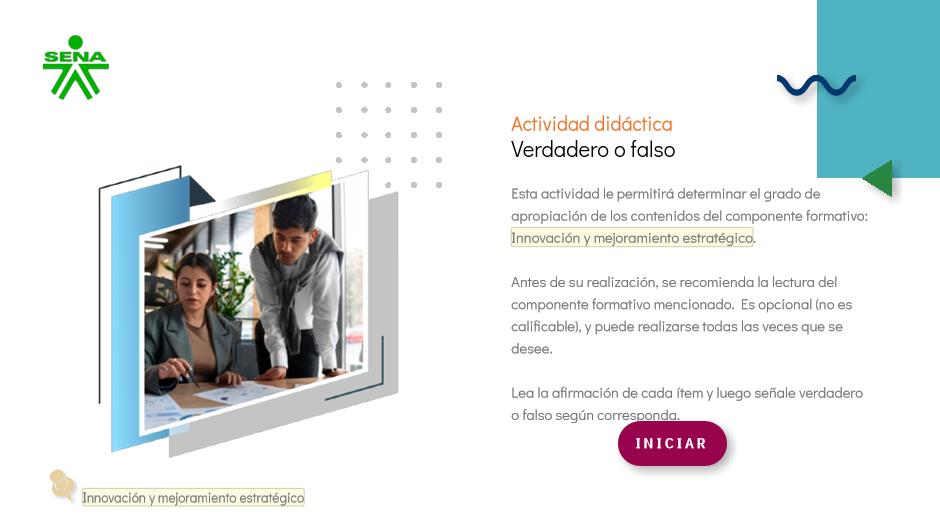 SENA
Actividad didáctica
Verdadero o falso
Esta actividad le permitirá determinar el grado de
apropiación de los contenidos del componente formativo:
Innovación y mejoramiento estratégico.
Antes de su realización, se recomienda la lectura del
componente formativo mencionado. Es opcional (no es
calificable), y puede realizarse todas las veces que se
desee.
Lea la afirmación de cada ítem y luego señale verdadero
o falso según corresponda.
INICIAR
Innovación y mejoramiento estratégico